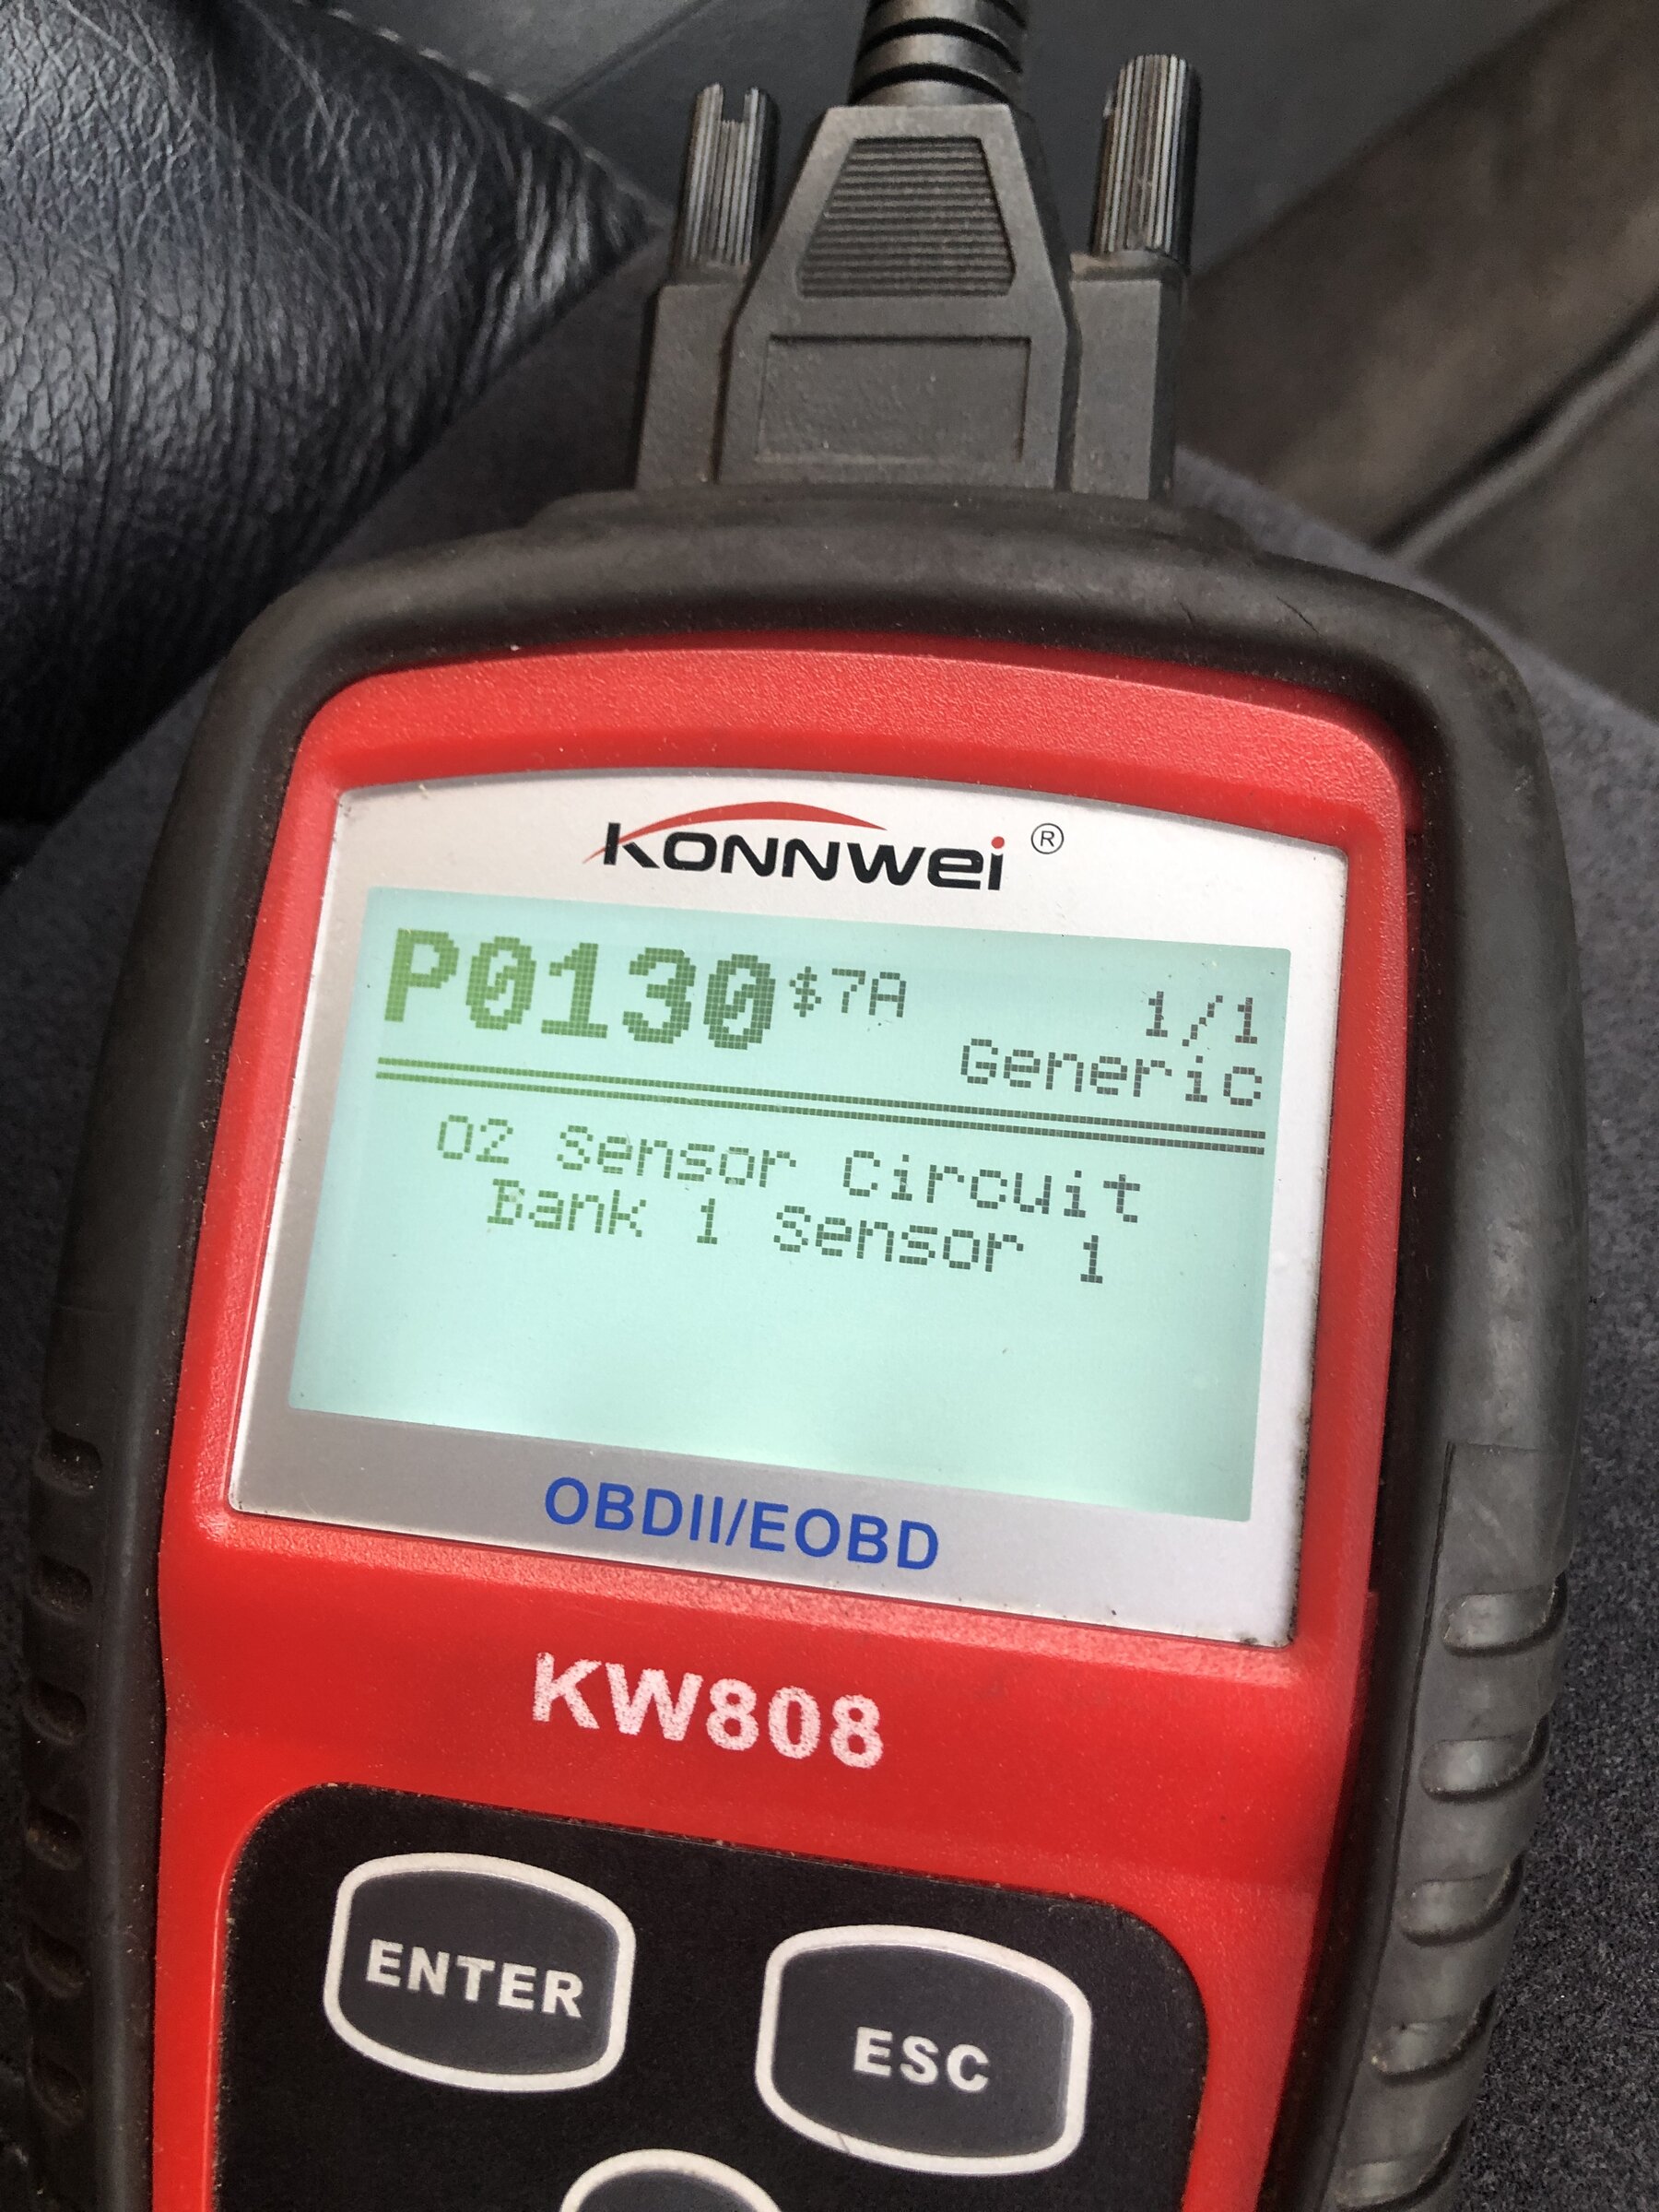 KONNWEI ®
P0130 $7A 1/1
Generic
O2 Sensor Circuit
Bank 1 Sensor 1
OBDII/EOBD
KW808
ENTER
ESC